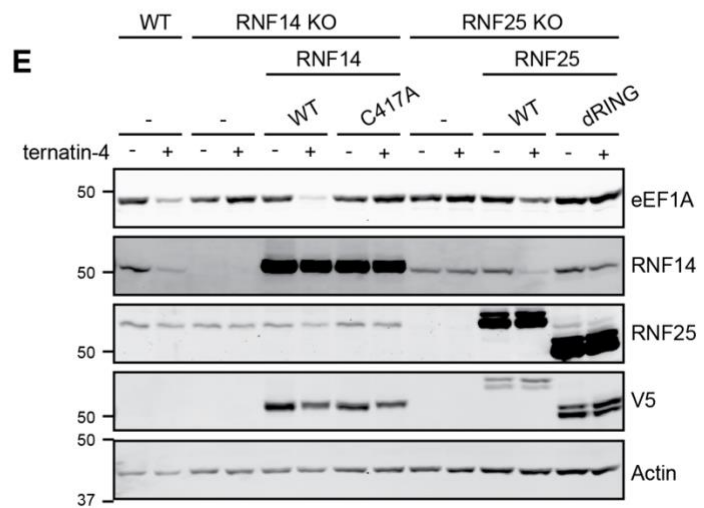 WT RNF14 KO RNF25 KO
E
RNF14 RNF25
- - WT C417A - WT dRING
ternatin-4 - + - + - + - + - + - + - +
50 eEF1A
50 RNF14
50 RNF25
50 V5
50
Actin
37